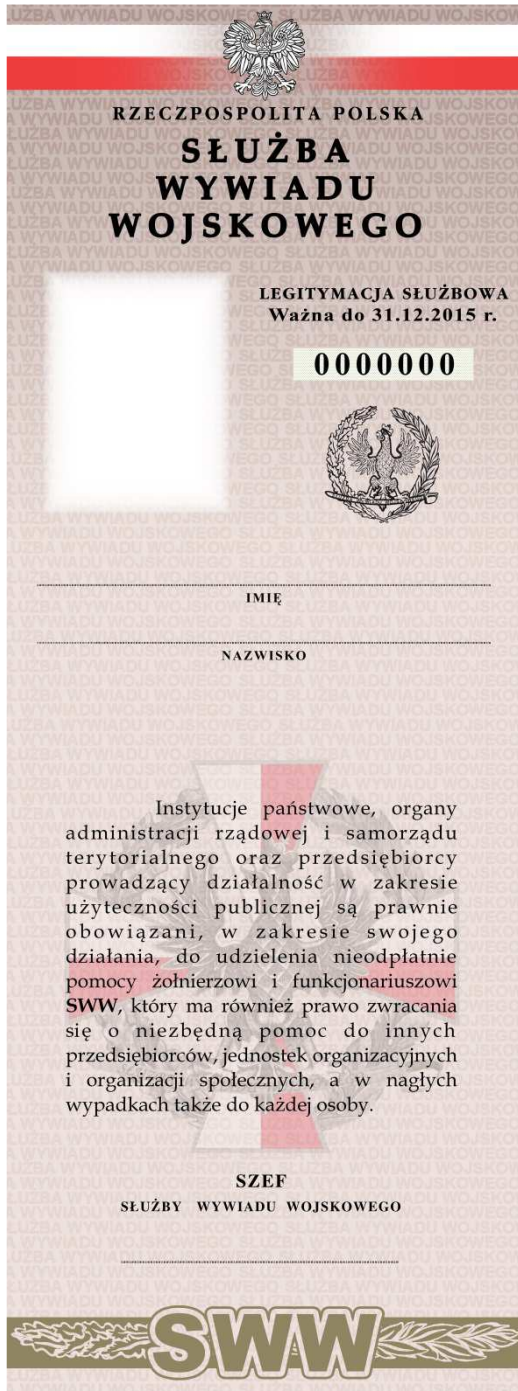 RZECZPOSPOLITA POLSKA
SŁUŻBA
WYWIADU
WOJSKOWEGO
LEGITYMACJA SŁUŻBOWA
Ważna do 31.12.2015 r.
0000000
IMIĘ
NAZWISKO
Instytucje państwowe, organy
administracji rządowej i samorządu
terytorialnego oraz przedsiębiorcy
prowadzący działalność w zakresie
użyteczności publicznej są prawnie
obowiązani, w zakresie swojego
działania, do udzielenia nieodpłatnie
pomocy żołnierzowi i funkcjonariuszowi
SWW, który ma również prawo zwracania
się o niezbędną pomoc do innych
przedsiębiorców, jednostek organizacyjnych
i organizacji społecznych, a w nagłych
wypadkach także do każdej osoby.
SZEF
SŁUŻBY WYWIADU WOJSKOWEGO
SWW